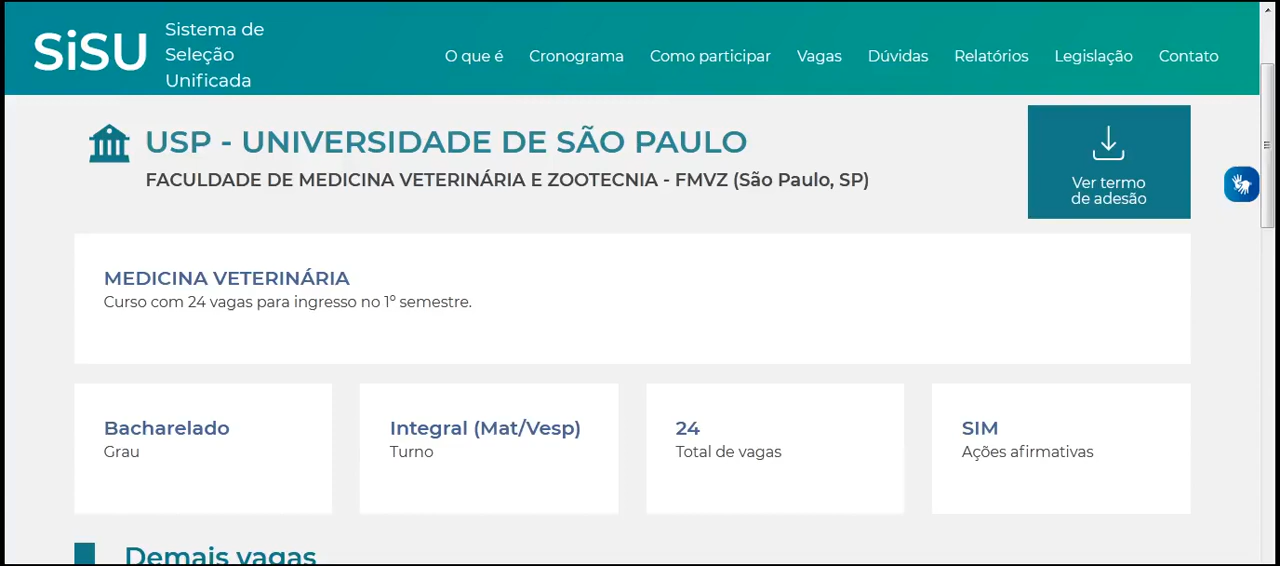 SiSU
Sistema de
Seleção
Unificada
O que é Cronograma Como participar Vagas Dúvidas Relatórios Legislação Contato
USP - UNIVERSIDADE DE SÃO PAULO
FACULDADE DE MEDICINA VETERINÁRIA E ZOOTECNIA - FMVZ (São Paulo, SP)
Ver termo
de adesão
MEDICINA VETERINÁRIA
Curso com 24 vagas para ingresso no 1º semestre.
Bacharelado
Grau
Integral (Mat/Vesp)
Turno
24
Total de vagas
SIM
Ações afirmativas
Demais vagas